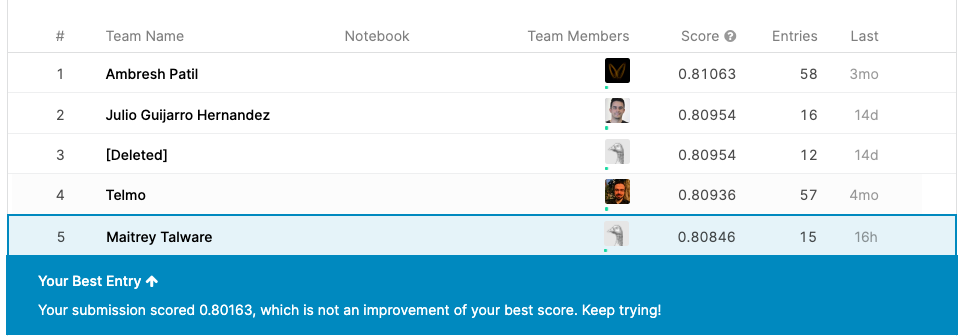 # Team Name Notebook Team Members Score Entries Last
1 Ambresh Patil 0.81063 58 3mo
2 Julio Guijarro Hernandez 0.80954 16 14d
3 [Deleted] 0.80954 12 14d
4 Telmo 0.80936 57 4mo
5 Maitrey Talware 0.80846 15 16h
Your Best Entry
Your submission scored 0.80163, which is not an improvement of your best score. Keep trying!